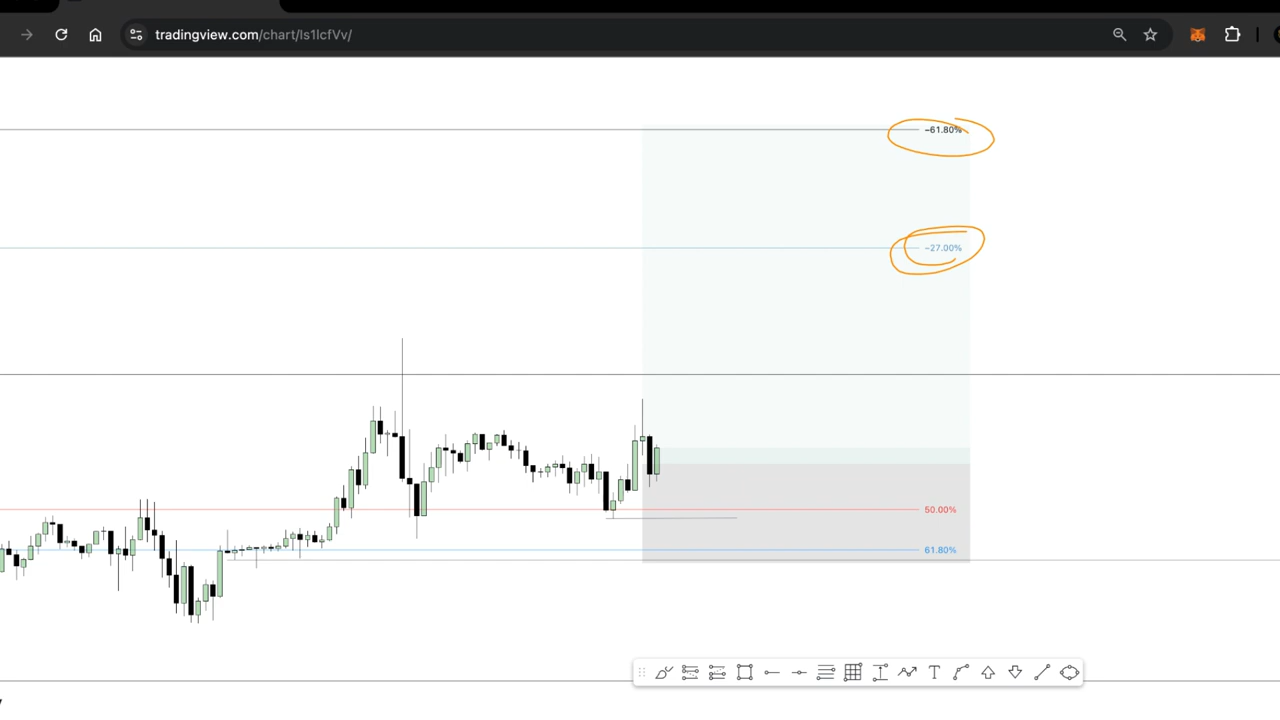 tradingview.com/chart/ls1lcfVv/
−61.80%
−27.00%
50.00%
61.80%
T